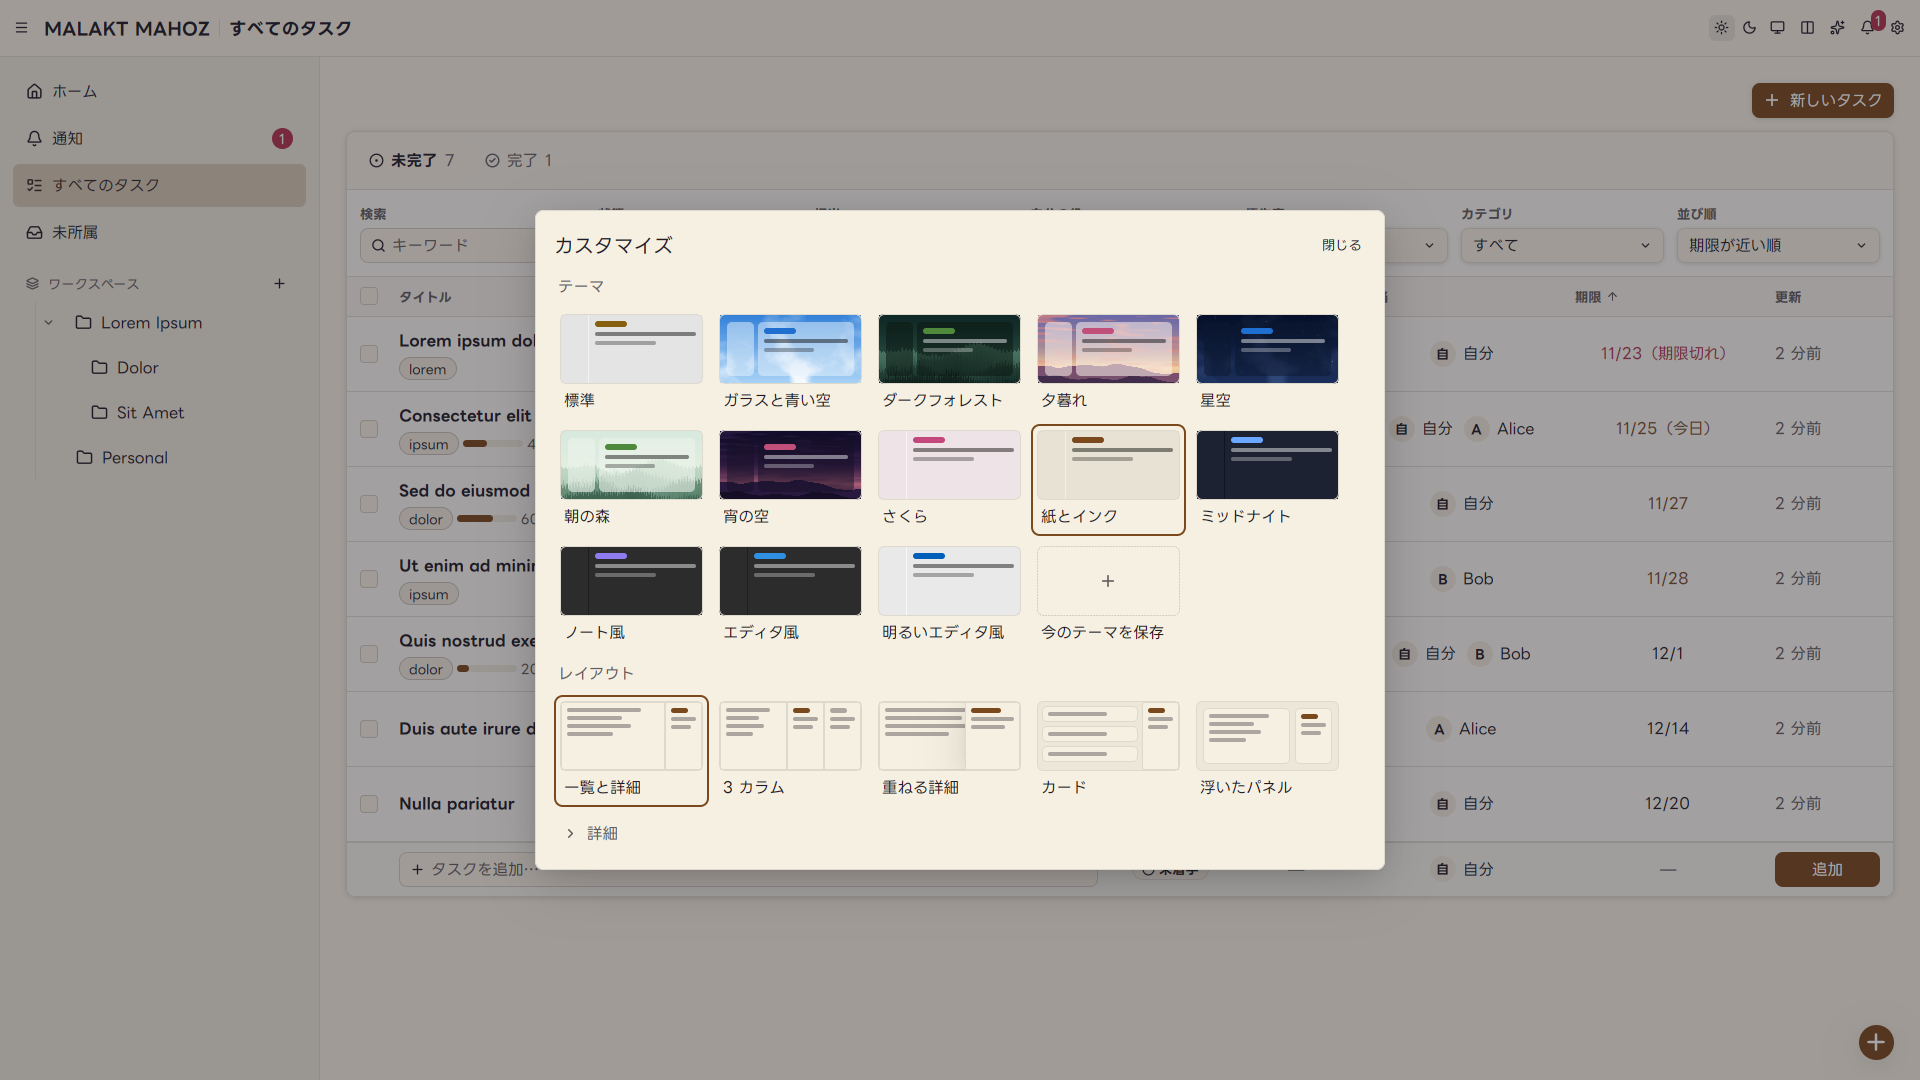 MALAKT MAHOZ すべてのタスク
1
ホーム
通知 1
すべてのタスク
未所属
ワークスペース
Lorem Ipsum
Dolor
Sit Amet
Personal
新しいタスク
未完了 7 完了 1
検索 カテゴリ 並び順
キーワード すべて 期限が近い順
タイトル 期限 更新
Lorem ipsum dol
lorem
自 自分 11/23（期限切れ） 2 分前
Consectetur elit
ipsum 4
自 自分 A Alice 11/25（今日） 2 分前
Sed do eiusmod
dolor 60
自 自分 11/27 2 分前
Ut enim ad minim
ipsum
B Bob 11/28 2 分前
Quis nostrud exe
dolor 20
自 自分 B Bob 12/1 2 分前
Duis aute irure d
A Alice 12/14 2 分前
Nulla pariatur
自 自分 12/20 2 分前
タスクを追加… 未着手 — 自 自分 — 追加
カスタマイズ 閉じる
テーマ
標準 ガラスと青い空 ダークフォレスト 夕暮れ 星空
朝の森 宵の空 さくら 紙とインク ミッドナイト
ノート風 エディタ風 明るいエディタ風 今のテーマを保存
レイアウト
一覧と詳細 3 カラム 重ねる詳細 カード 浮いたパネル
詳細